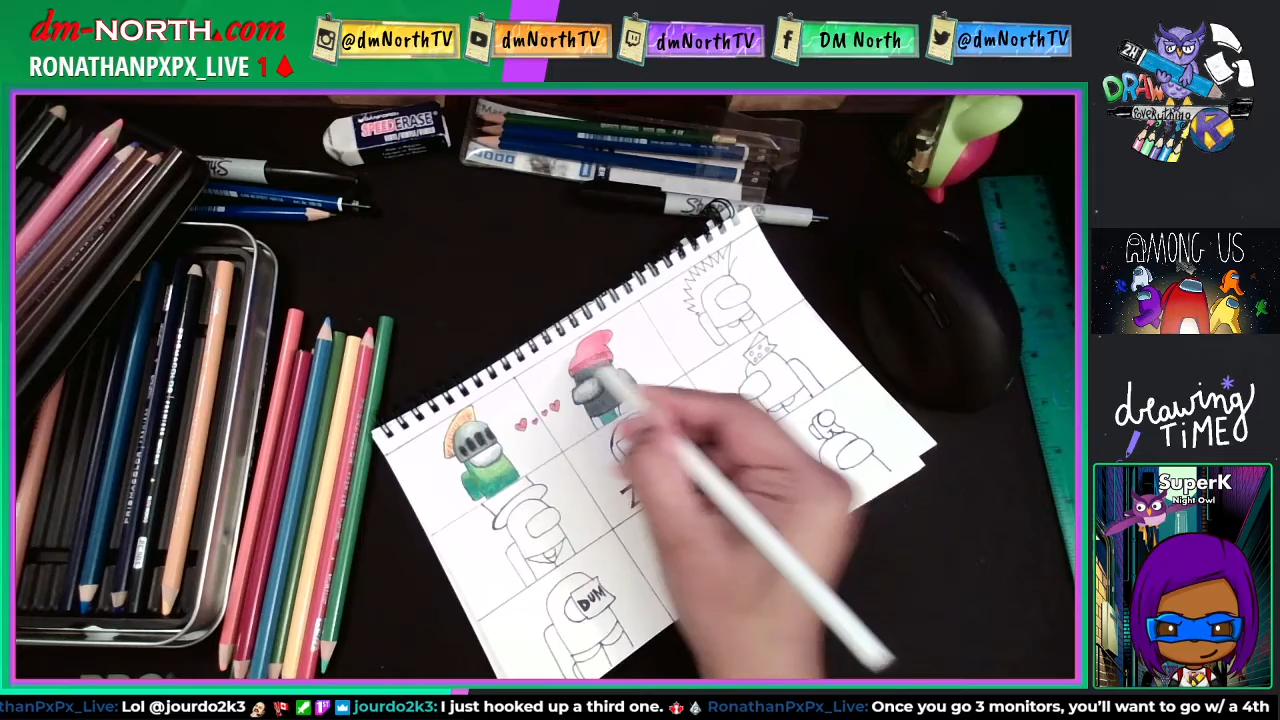 dm-NORTH.com
RONATHANPXPX_LIVE 1
@dmNorthTV
dmNorthTV
dmNorthTV
DM North
@dmNorthTV
24
DRAW
R
AMONG US
drawing
TIME
SuperK
Night Owl
SPEEDERASE
DUM
thanPxPx_Live: Lol @jourdo2k3 1ST jourdo2k3: I just hooked up a third one. RonathanPxPx_Live: Once you go 3 monitors, you'll want to go w/ a 4th